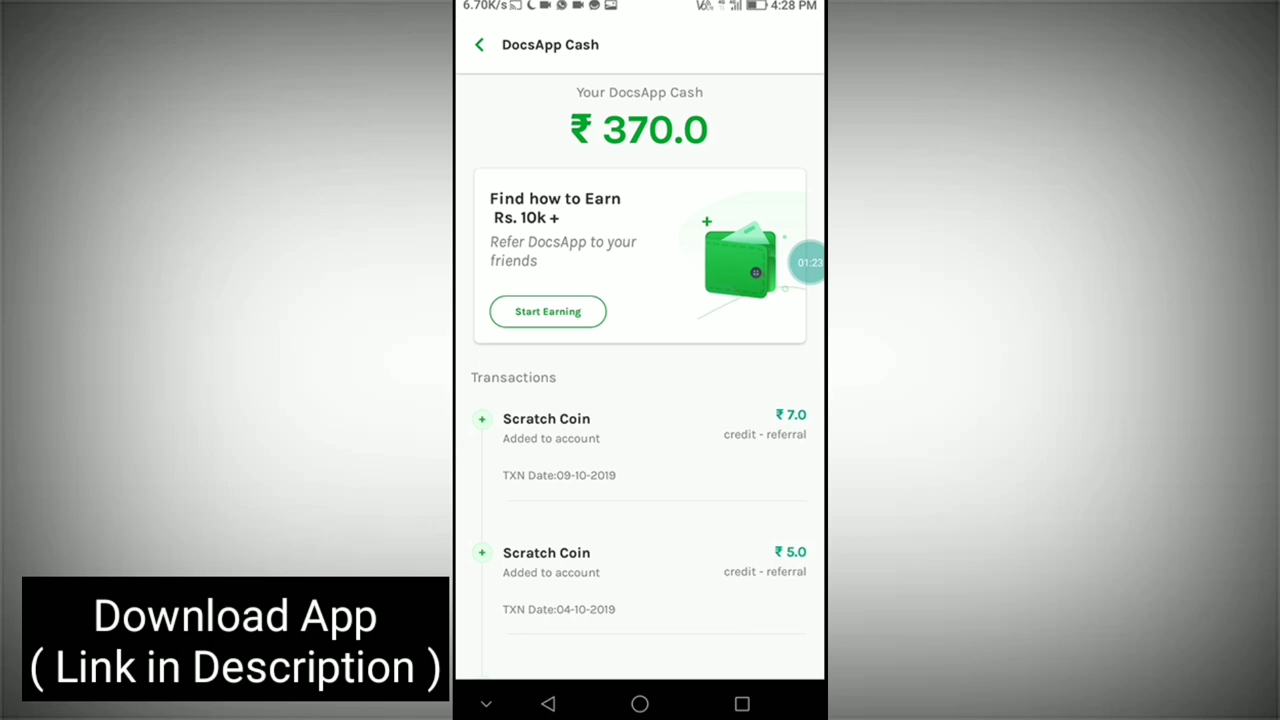 6.70K/s 4:28 PM
DocsApp Cash
Your DocsApp Cash
₹ 370.0
Find how to Earn
Rs. 10k +
Refer DocsApp to your
friends
01:23
Start Earning
Transactions
Scratch Coin ₹ 7.0
Added to account credit - referral
TXN Date:09-10-2019
Scratch Coin ₹ 5.0
Added to account credit - referral
TXN Date:04-10-2019
Download App
( Link in Description )